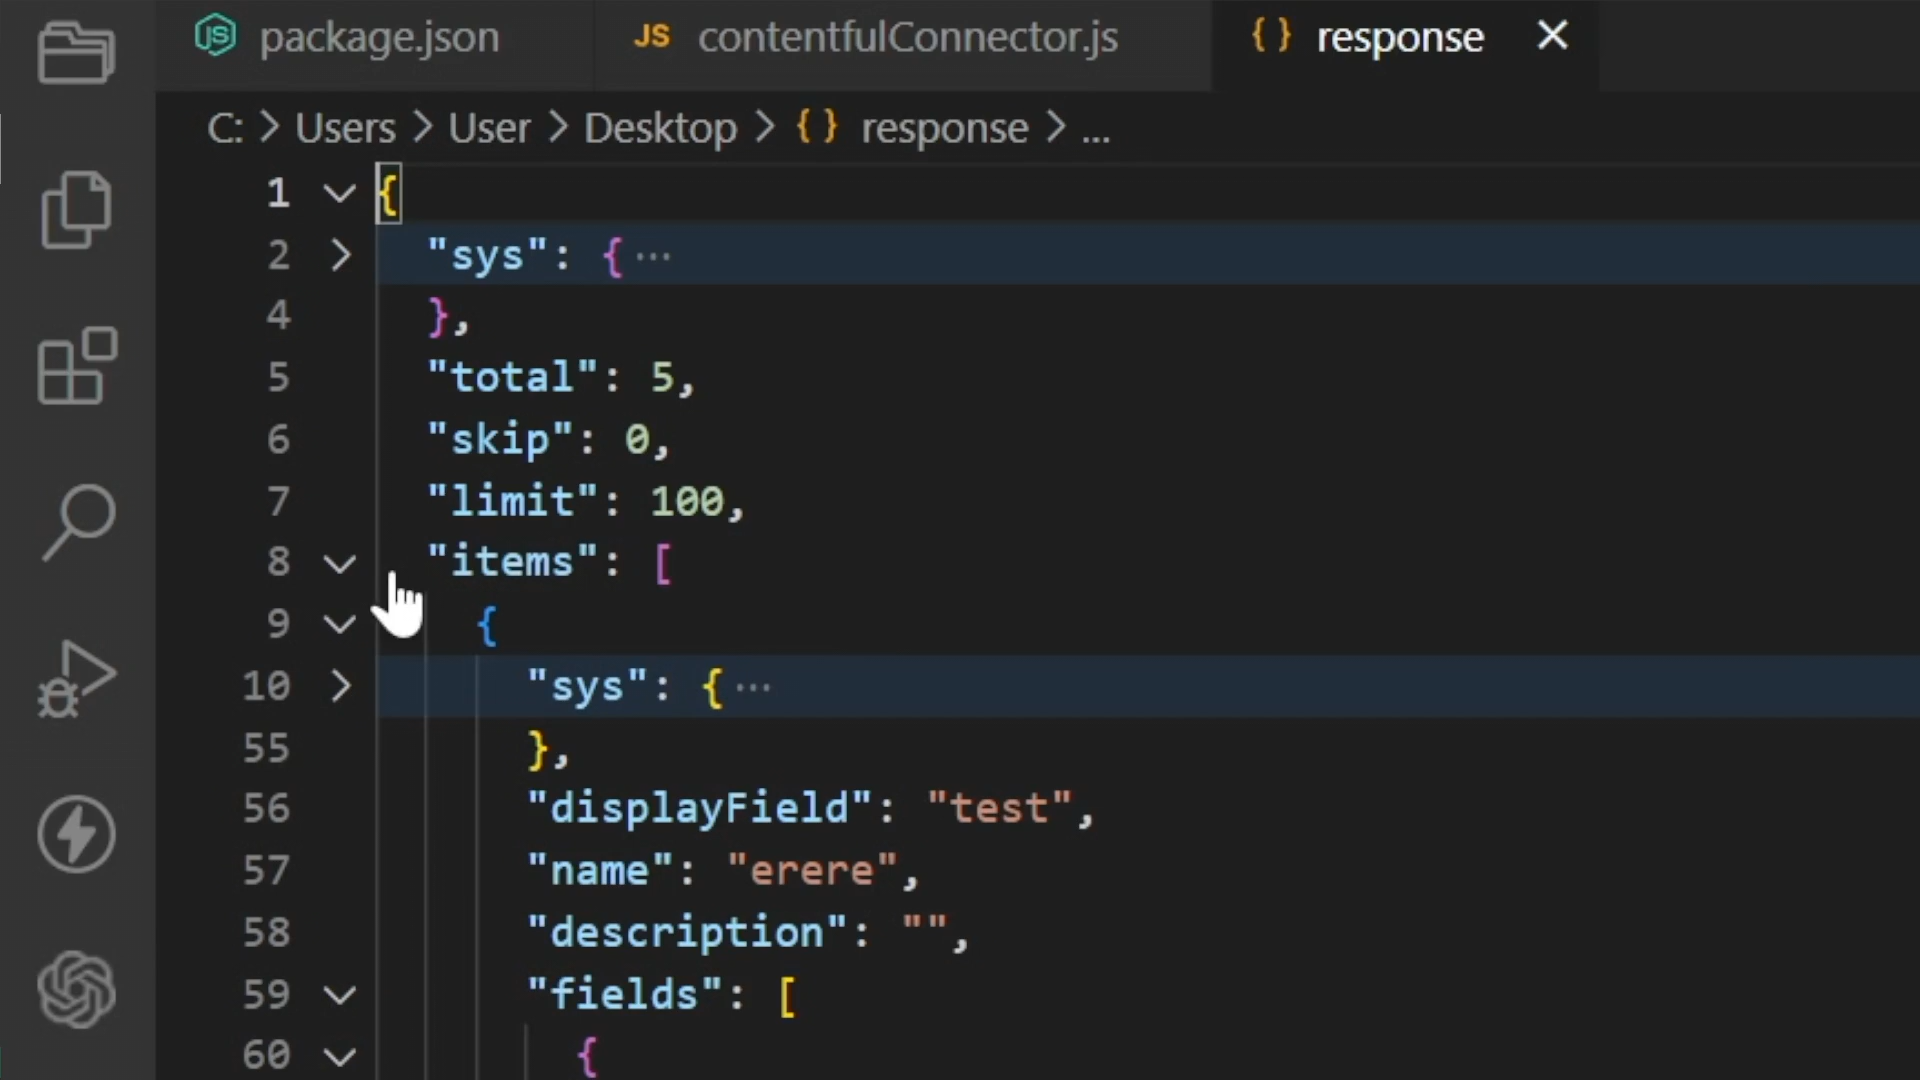 package.json JS contentfulConnector.js {} response
C: > Users > User > Desktop > {} response > ...
1 {
2 "sys": { ...
4 },
5 "total": 5,
6 "skip": 0,
7 "limit": 100,
8 "items": [
9 {
10 "sys": { ...
55 },
56 "displayField": "test",
57 "name": "erere",
58 "description": "",
59 "fields": [
60 {